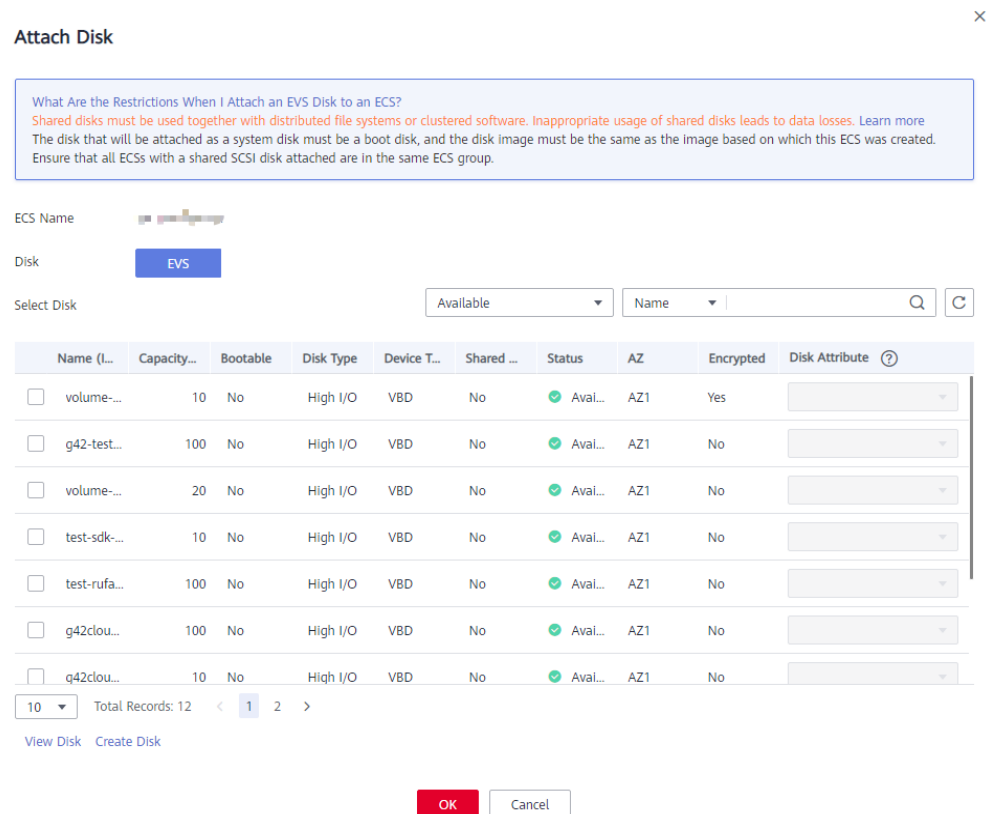 Attach Disk
What Are the Restrictions When I Attach an EVS Disk to an ECS?
Shared disks must be used together with distributed file systems or clustered software. Inappropriate usage of shared disks leads to data losses. Learn more
The disk that will be attached as a system disk must be a boot disk, and the disk image must be the same as the image based on which this ECS was created.
Ensure that all ECSs with a shared SCSI disk attached are in the same ECS group.
ECS Name
Disk EVS
Select Disk Available Name
Name (I... Capacity... Bootable Disk Type Device T... Shared ... Status AZ Encrypted Disk Attribute ?
volume-... 10 No High I/O VBD No Avai... AZ1 Yes
g42-test... 100 No High I/O VBD No Avai... AZ1 No
volume-... 20 No High I/O VBD No Avai... AZ1 No
test-sdk-... 10 No High I/O VBD No Avai... AZ1 No
test-rufa... 100 No High I/O VBD No Avai... AZ1 No
g42clou... 100 No High I/O VBD No Avai... AZ1 No
g42clou... 10 No High I/O VBD No Avai... AZ1 No
10 Total Records: 12 < 1 2 >
View Disk Create Disk
OK Cancel